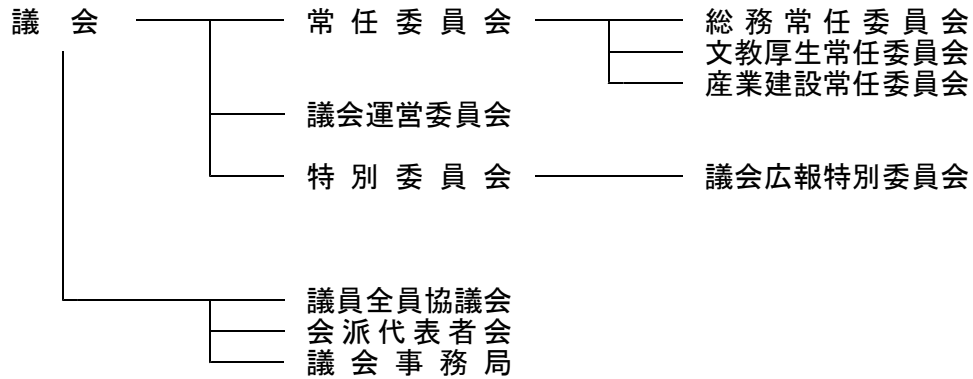 議会 常任委員会 総務常任委員会
文教厚生常任委員会
産業建設常任委員会
議会運営委員会
特別委員会 議会広報特別委員会
議員全員協議会
会派代表者会
議会事務局